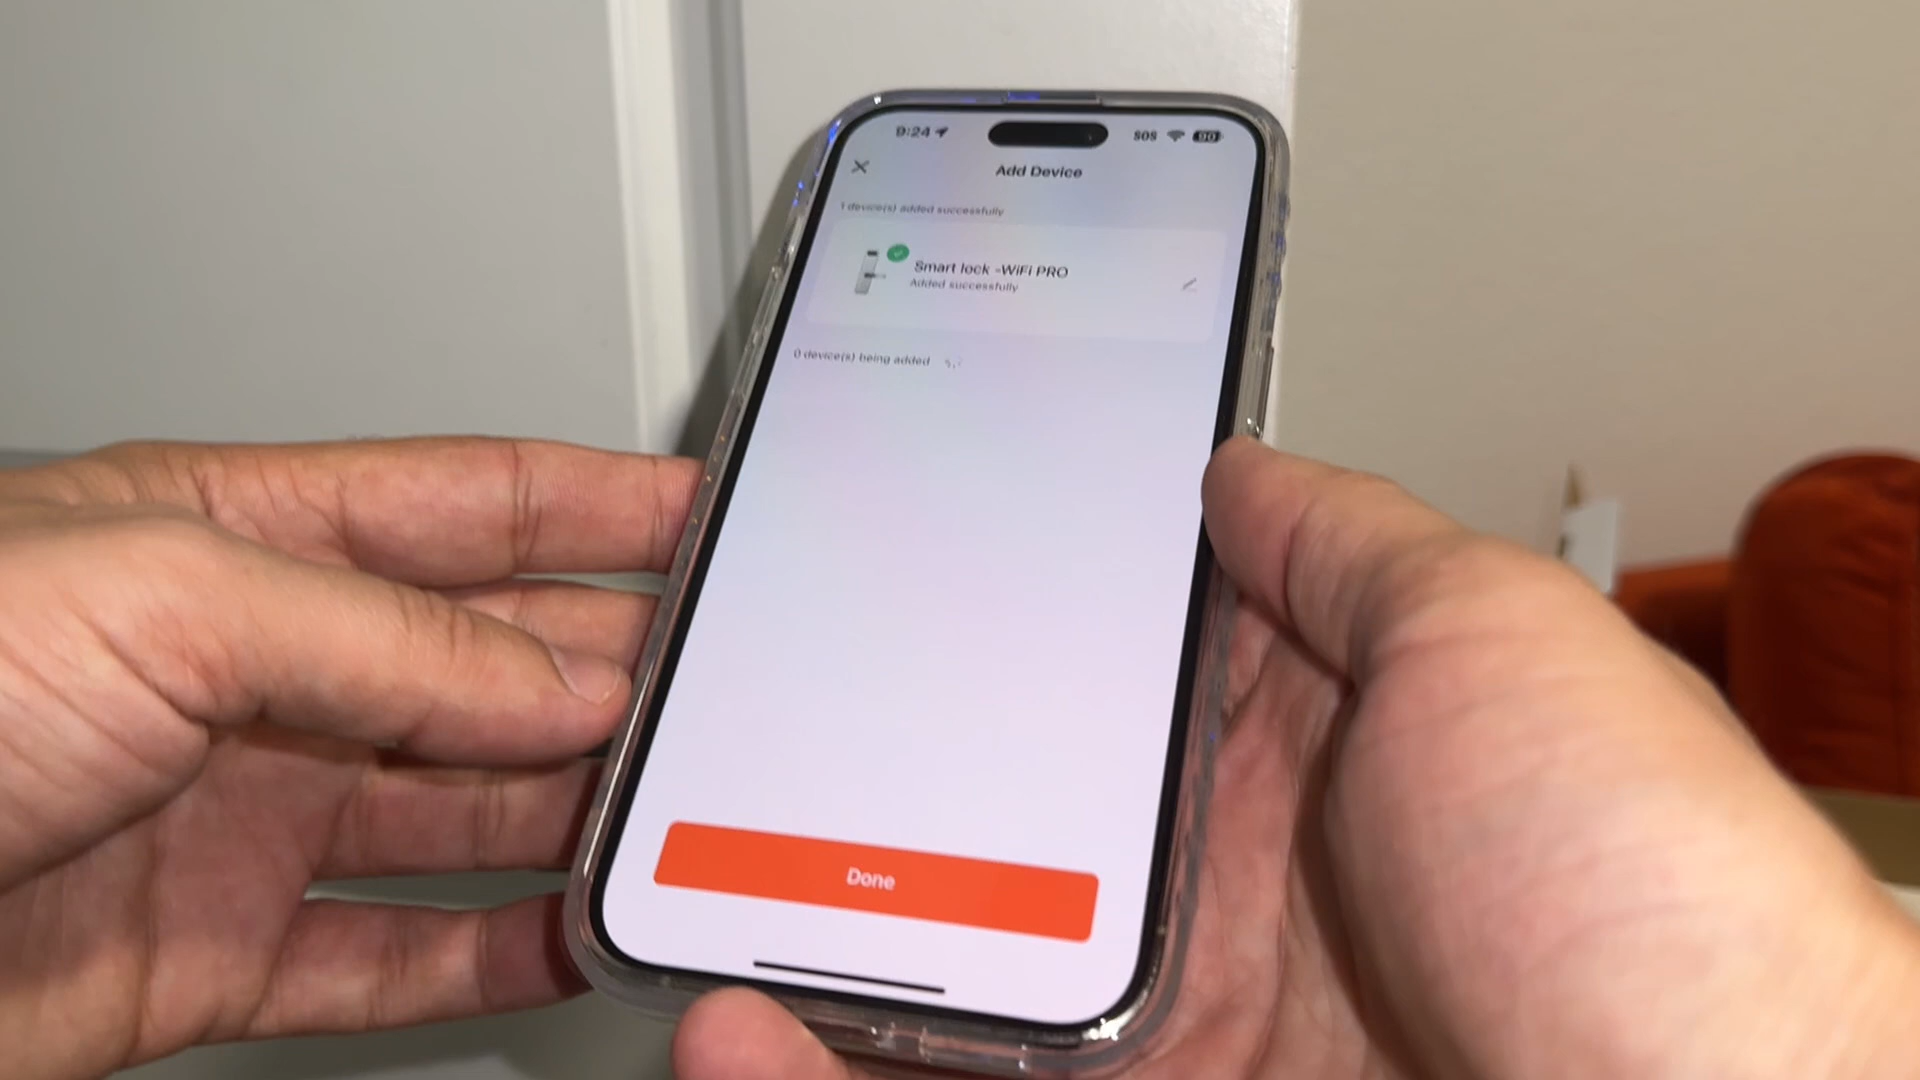 9:24
SOS
90
Add Device
1 device(s) added successfully
Smart lock -WiFi PRO
Added successfully
0 device(s) being added
Done